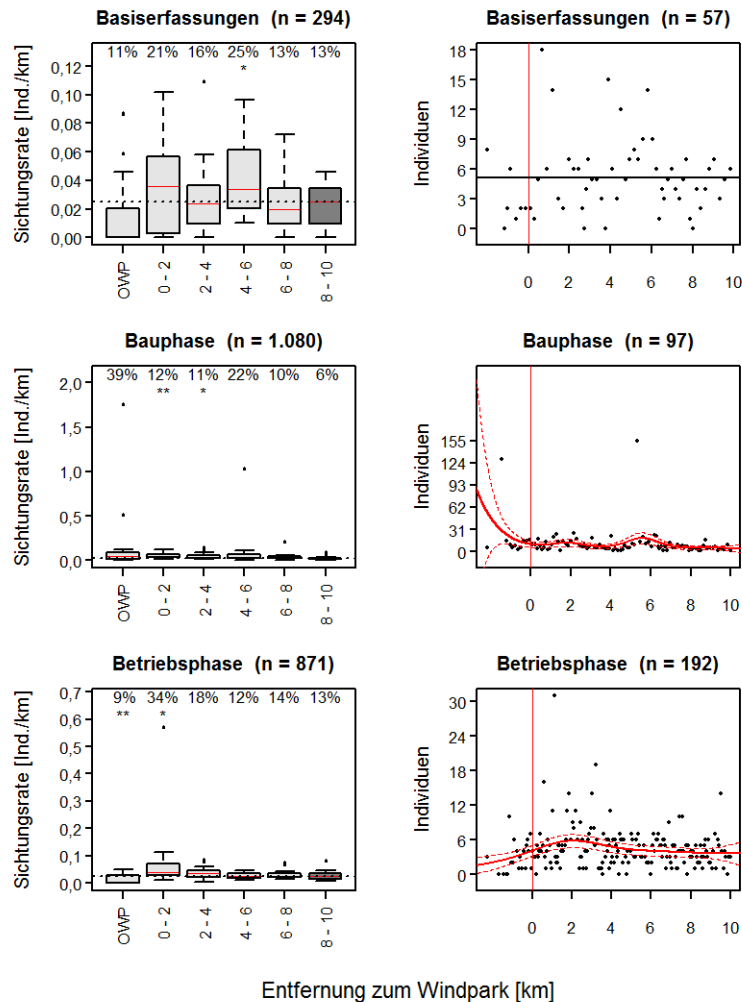 Basiserfassungen (n = 294)
Sichtungsrate [Ind./km]
11% 21% 16% 25% 13% 13%
*
0,12
0,10
0,08
0,06
0,04
0,02
0,00
OWP
0 - 2
2 - 4
4 - 6
6 - 8
8 - 10
Basiserfassungen (n = 57)
Individuen
18
15
12
9
6
3
0
0 2 4 6 8 10
Bauphase (n = 1.080)
Sichtungsrate [Ind./km]
39% 12% 11% 22% 10% 6%
** *
2,0
1,5
1,0
0,5
0,0
OWP
0 - 2
2 - 4
4 - 6
6 - 8
8 - 10
Bauphase (n = 97)
Individuen
155
124
93
62
31
0
0 2 4 6 8 10
Betriebsphase (n = 871)
Sichtungsrate [Ind./km]
9% 34% 18% 12% 14% 13%
** *
0,7
0,6
0,5
0,4
0,3
0,2
0,1
0,0
OWP
0 - 2
2 - 4
4 - 6
6 - 8
8 - 10
Betriebsphase (n = 192)
Individuen
30
24
18
12
6
0
0 2 4 6 8 10
Entfernung zum Windpark [km]